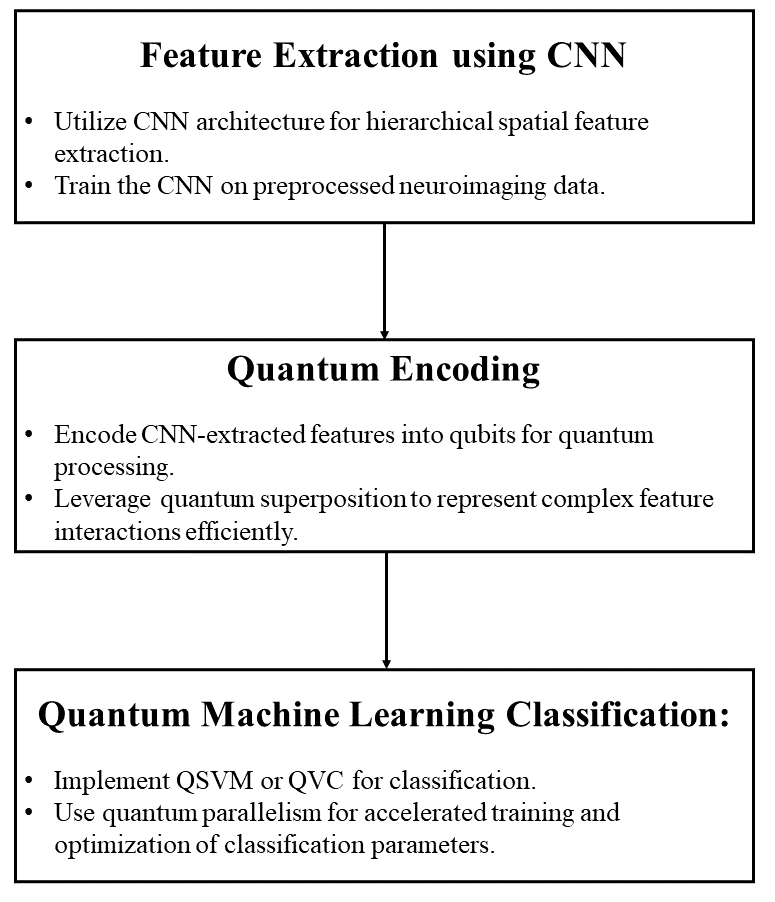 Feature Extraction using CNN
• Utilize CNN architecture for hierarchical spatial feature
extraction.
• Train the CNN on preprocessed neuroimaging data.
Quantum Encoding
• Encode CNN-extracted features into qubits for quantum
processing.
• Leverage quantum superposition to represent complex feature
interactions efficiently.
Quantum Machine Learning Classification:
• Implement QSVM or QVC for classification.
• Use quantum parallelism for accelerated training and
optimization of classification parameters.